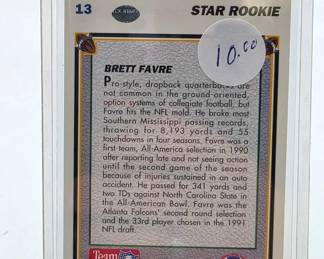 13
STAR ROOKIE
10.00
BRETT FAVRE
Pro-style, dropback quarterbacks are
not common in the ground-oriented,
option systems of collegiate football, but
Favre hits the NFL mold. He broke most
Southern Mississippi passing records,
throwing for 8,193 yards and 55
touchdowns in four seasons. Favre was a
first team, All-America selection in 1990
after reporting late and not seeing action
until the second game of the season
because of injuries sustained in an auto
accident. He passed for 341 yards and
two TDs against North Carolina State in
the All-American Bowl. Favre was the
Atlanta Falcons' second round selection
and the 33rd player chosen in the 1991
NFL draft.
Team